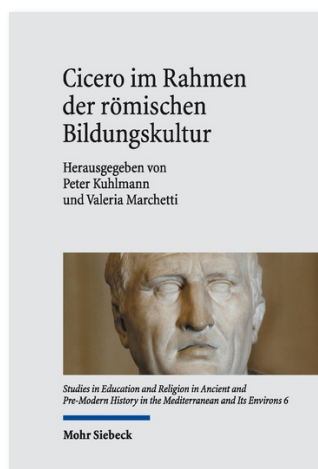 Cicero im Rahmen
der römischen
Bildungskultur
Herausgegeben von
Peter Kuhlmann
und Valeria Marchetti
Studies in Education and Religion in Ancient and
Pre-Modern History in the Mediterranean and Its Environs 6
Mohr Siebeck